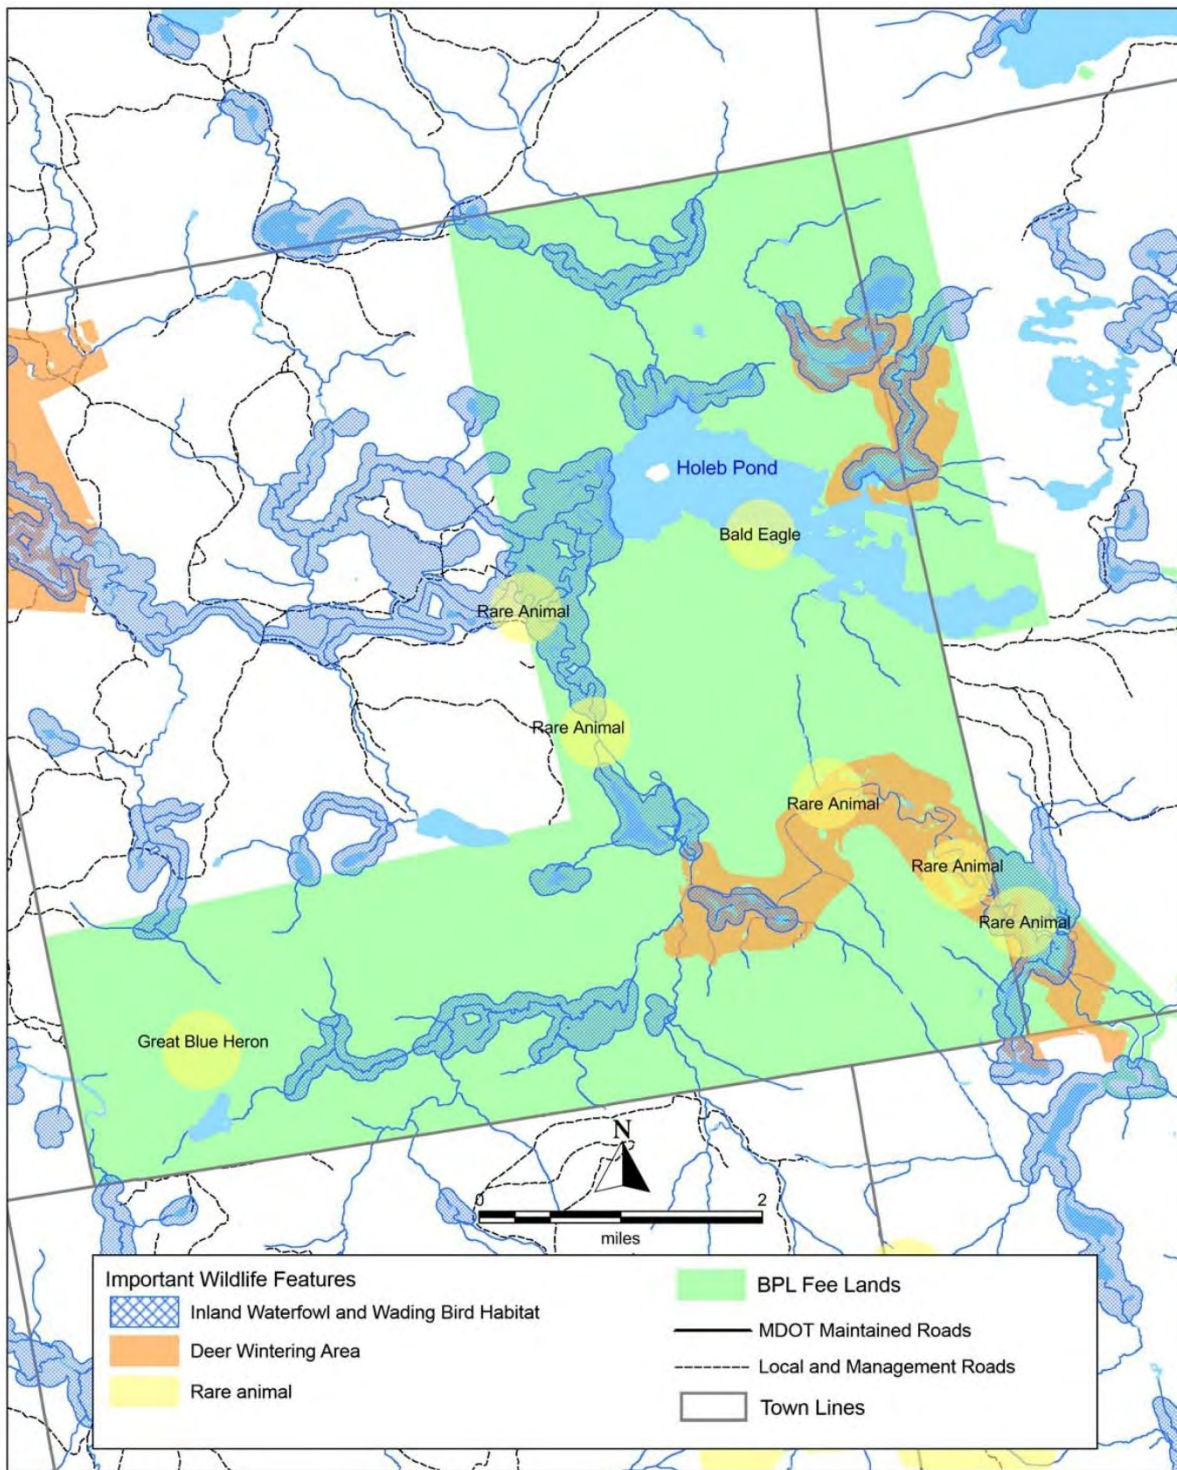 Holeb Pond
Bald Eagle
Rare Animal
Rare Animal
Rare Animal
Rare Animal
Rare Animal
Great Blue Heron
N
0 2
miles
Important Wildlife Features
Inland Waterfowl and Wading Bird Habitat
Deer Wintering Area
Rare animal
BPL Fee Lands
MDOT Maintained Roads
Local and Management Roads
Town Lines